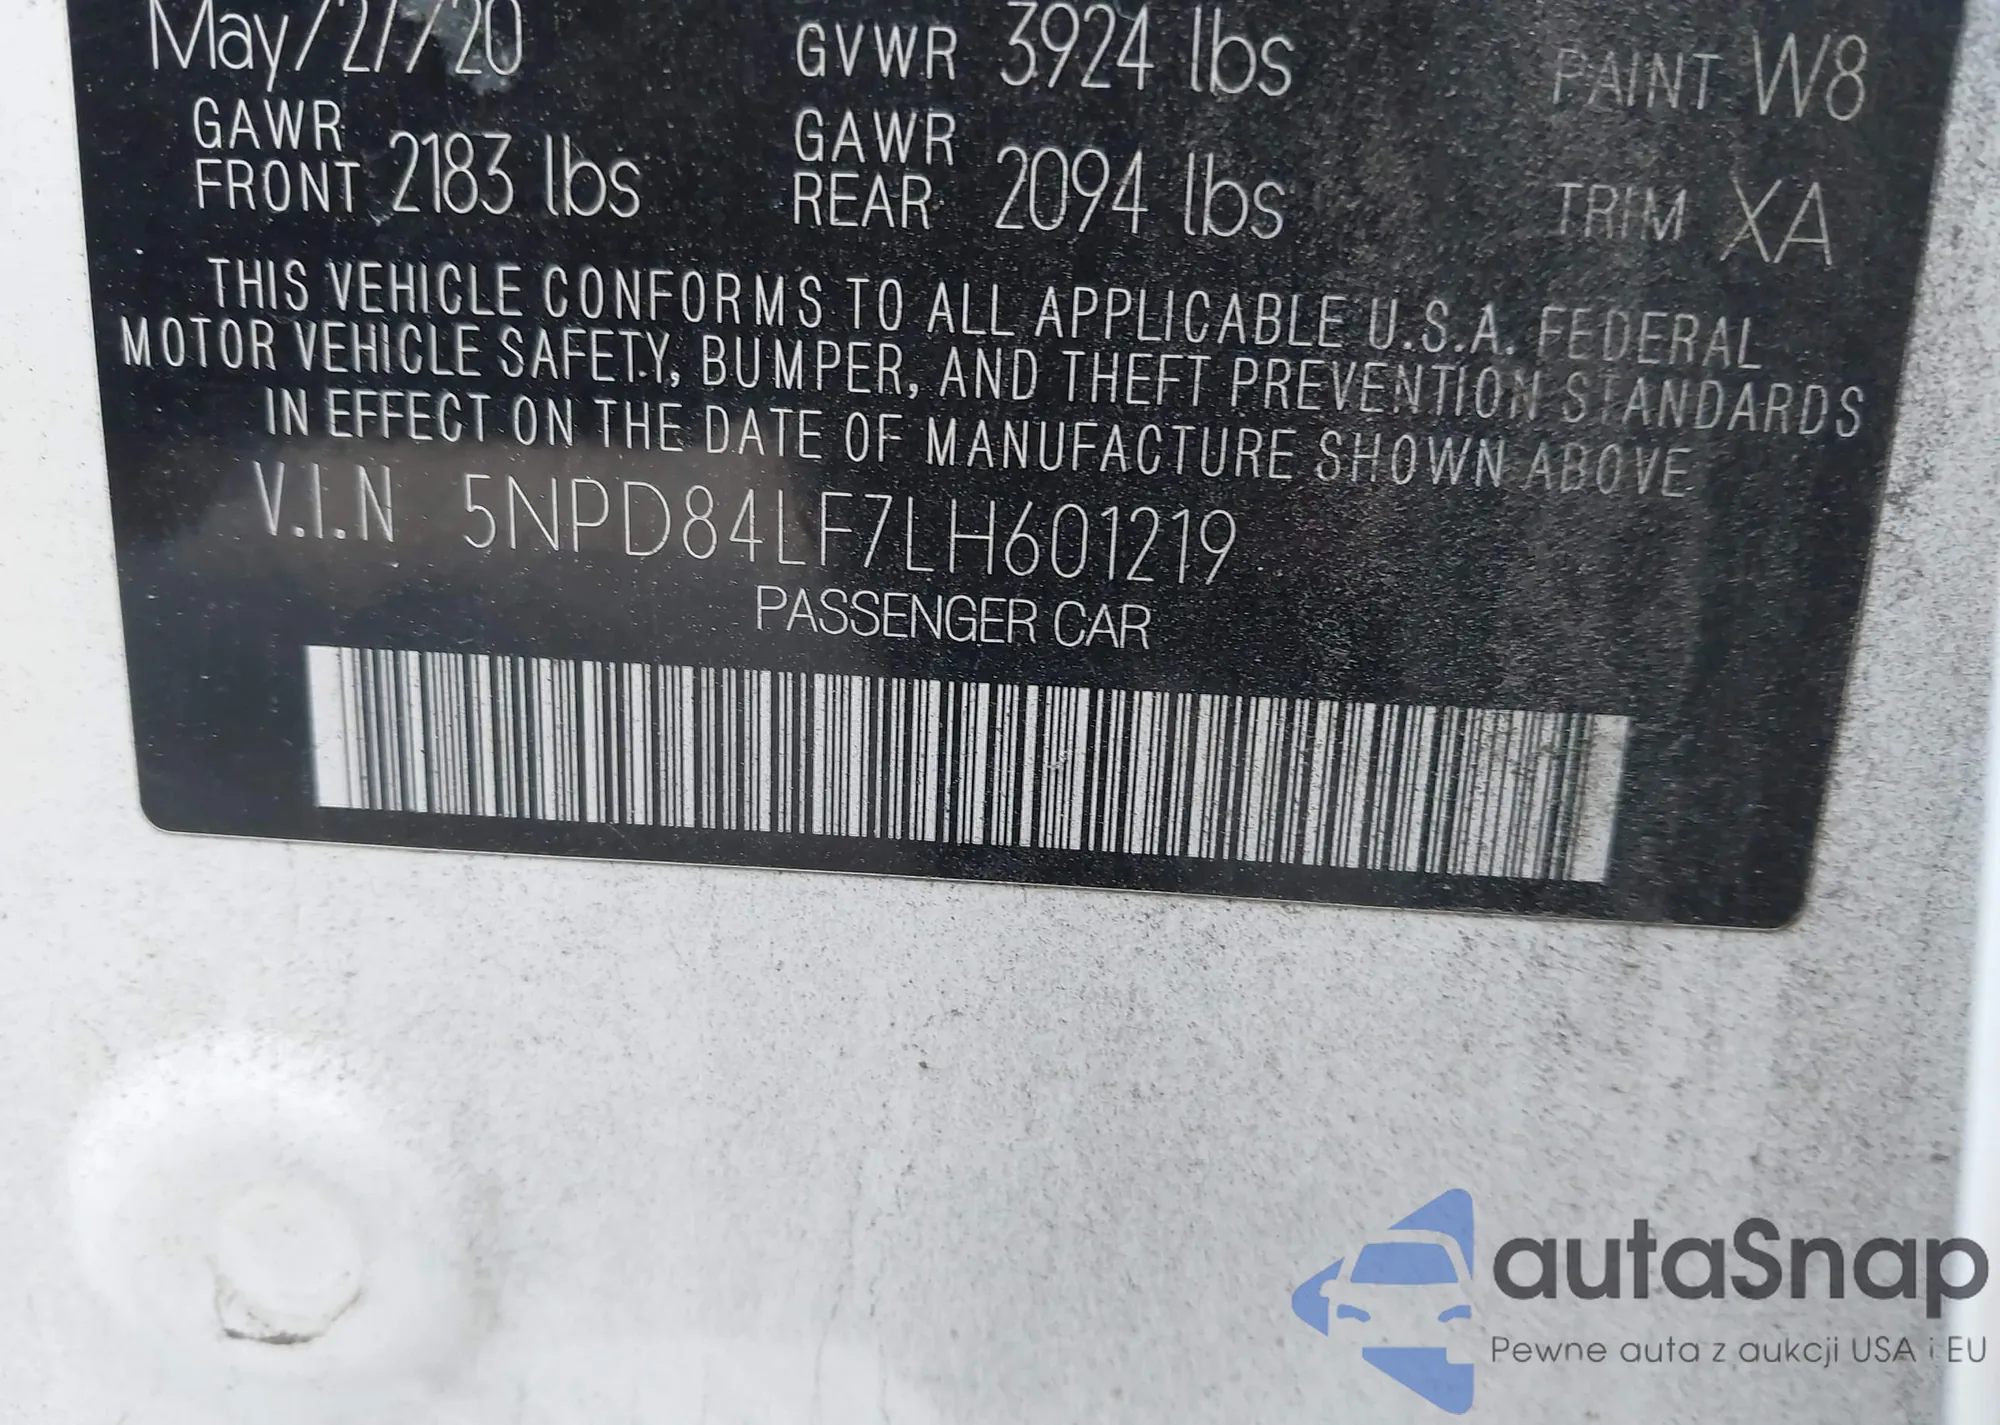 May/27/20 GVWR 3924 lbs PAINT W8
GAWR FRONT 2183 lbs GAWR REAR 2094 lbs TRIM XA
THIS VEHICLE CONFORMS TO ALL APPLICABLE U.S.A. FEDERAL
MOTOR VEHICLE SAFETY, BUMPER, AND THEFT PREVENTION STANDARDS
IN EFFECT ON THE DATE OF MANUFACTURE SHOWN ABOVE
V.I.N 5NPD84LF7LH601219
PASSENGER CAR
autaSnap
Pewne auta z aukcji USA i EU